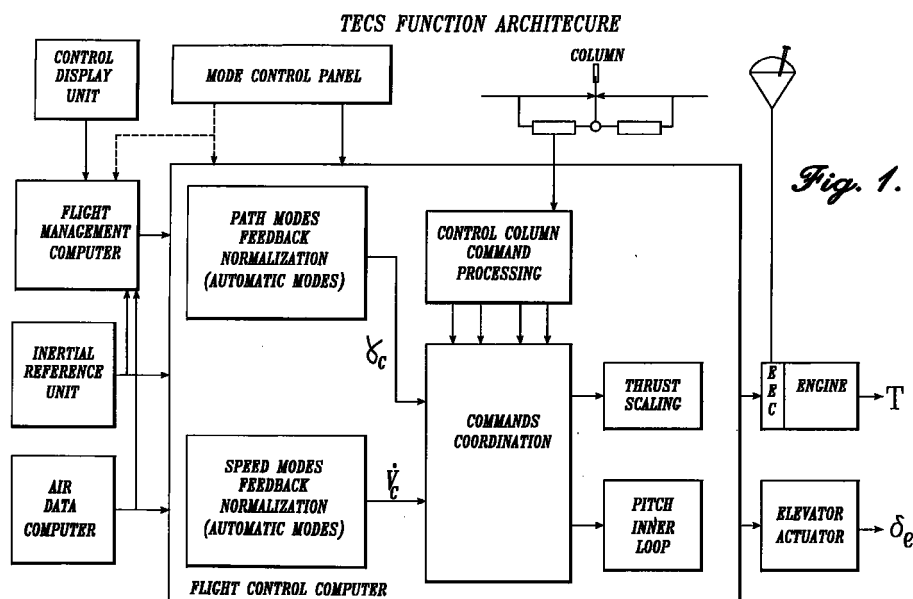 TECS FUNCTION ARCHITECURE
CONTROL
DISPLAY
UNIT
MODE CONTROL PANEL
COLUMN
Fig. 1.
FLIGHT
MANAGEMENT
COMPUTER
PATH MODES
FEEDBACK
NORMALIZATION
(AUTOMATIC MODES)
CONTROL COLUMN
COMMAND
PROCESSING
γc
INERTIAL
REFERENCE
UNIT
COMMANDS
COORDINATION
THRUST
SCALING
EEC
ENGINE
T
AIR
DATA
COMPUTER
SPEED MODES
FEEDBACK
NORMALIZATION
(AUTOMATIC MODES)
V̇c
PITCH
INNER
LOOP
ELEVATOR
ACTUATOR
δe
FLIGHT CONTROL COMPUTER